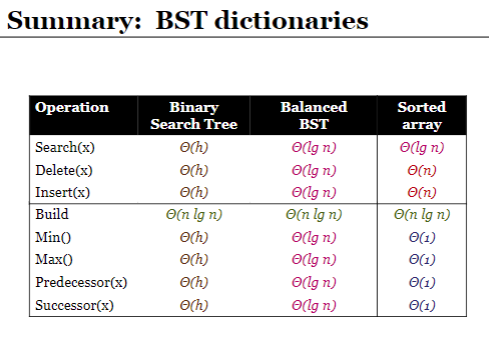 Summary: BST dictionaries
Operation Binary Search Tree Balanced BST Sorted array
Search(x) Θ(h) Θ(lg n) Θ(lg n)
Delete(x) Θ(h) Θ(lg n) Θ(n)
Insert(x) Θ(h) Θ(lg n) Θ(n)
Build Θ(n lg n) Θ(n lg n) Θ(n lg n)
Min() Θ(h) Θ(lg n) Θ(1)
Max() Θ(h) Θ(lg n) Θ(1)
Predecessor(x) Θ(h) Θ(lg n) Θ(1)
Successor(x) Θ(h) Θ(lg n) Θ(1)